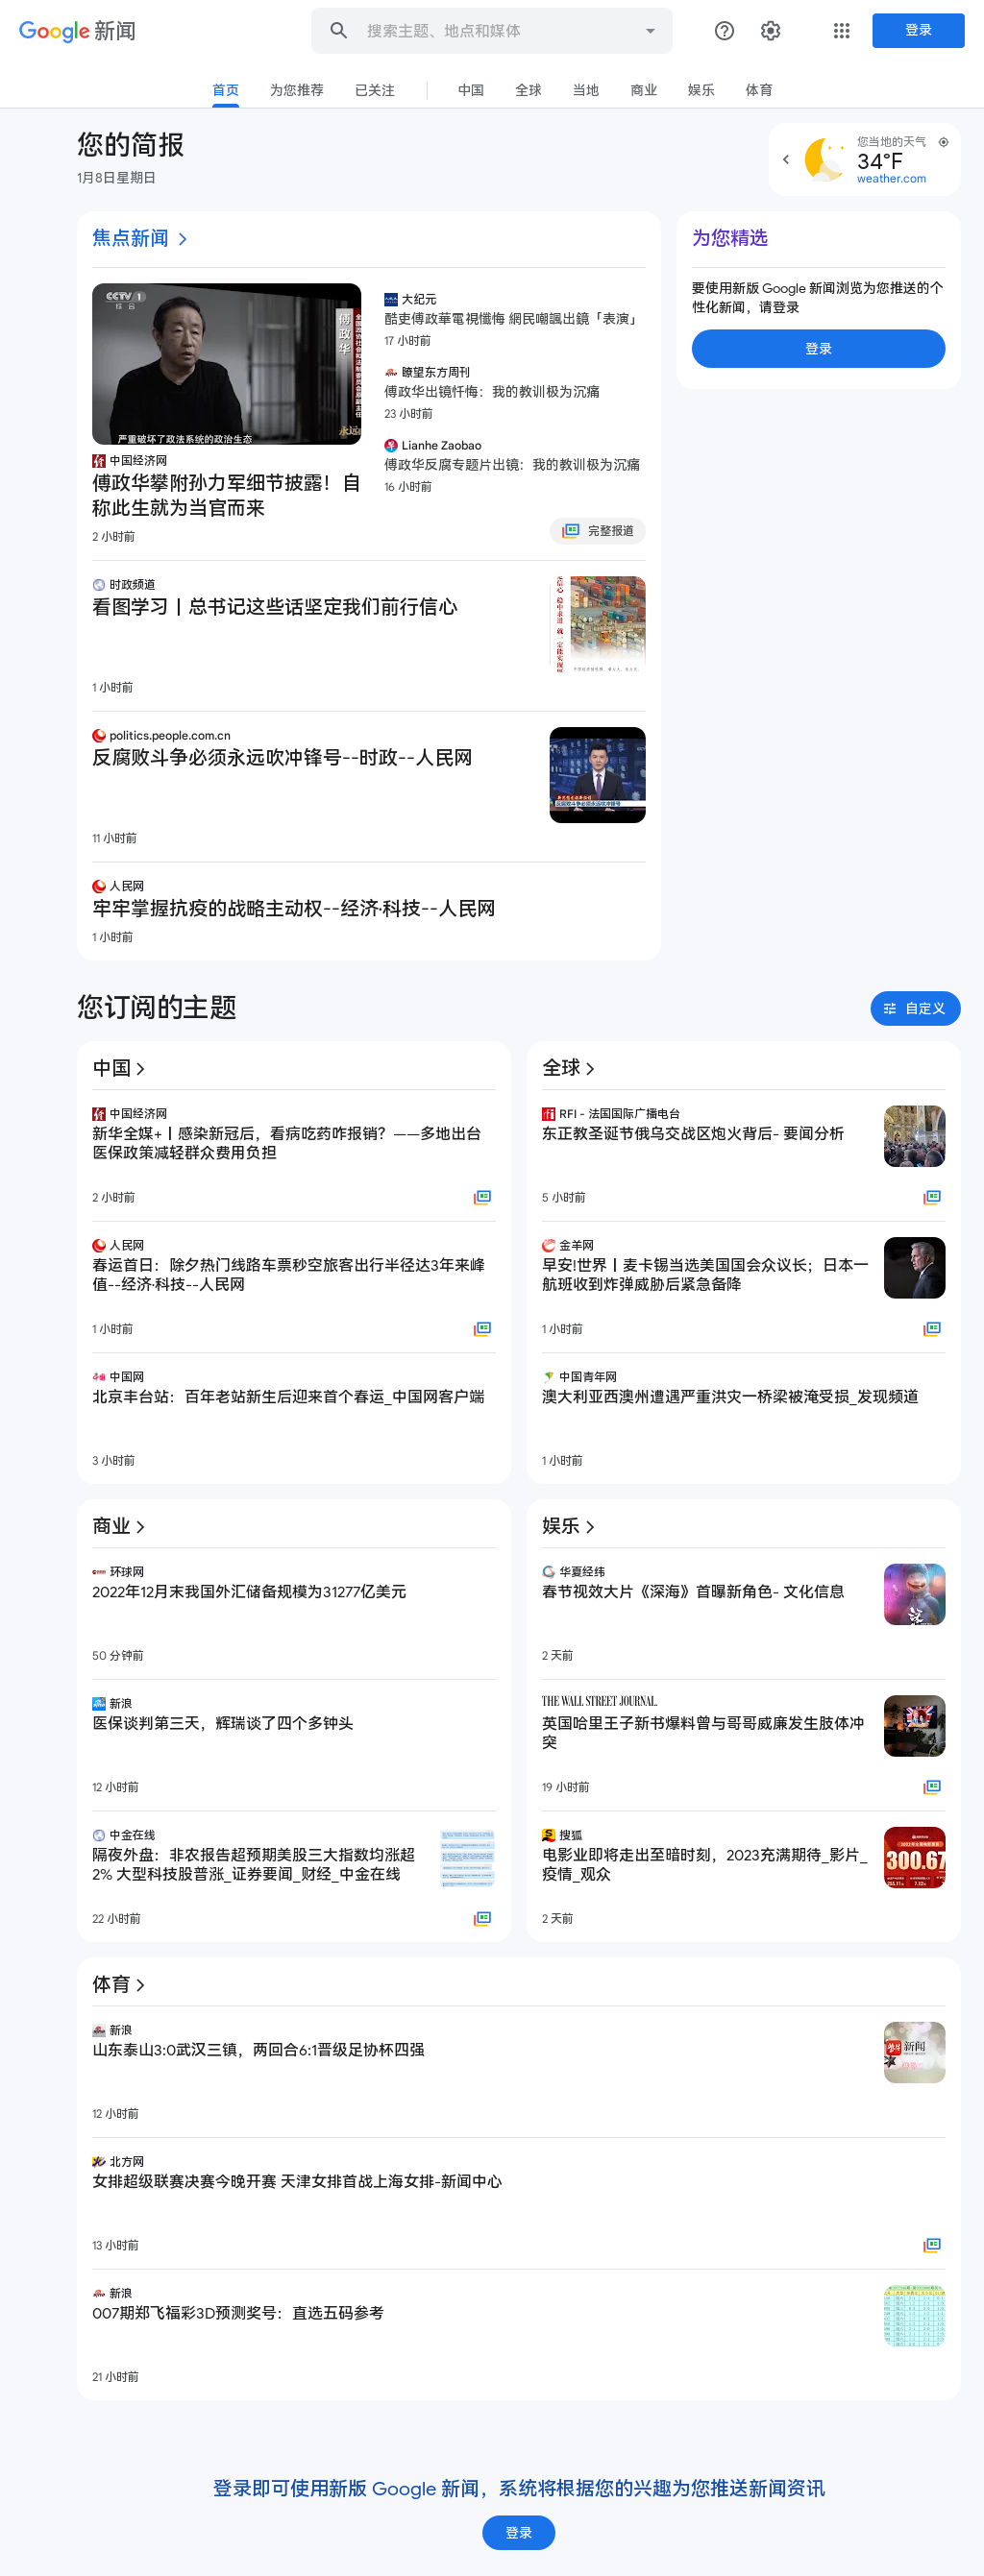 Google 新闻
搜索主题、地点和媒体
登录
首页
为您推荐
已关注
中国
全球
当地
商业
娱乐
体育
您的简报
1月8日星期日
您当地的天气
34°F
weather.com
焦点新闻
CCTV 1
综合
傅政华
严重破坏了政法系统的政治生态
中国经济网
傅政华攀附孙力军细节披露！自
称此生就为当官而来
2 小时前
大纪元
酷吏傅政華電視懺悔 網民嘲諷出鏡「表演」
17 小时前
瞭望东方周刊
傅政华出镜忏悔：我的教训极为沉痛
23 小时前
Lianhe Zaobao
傅政华反腐专题片出镜：我的教训极为沉痛
16 小时前
完整报道
时政频道
看图学习丨总书记这些话坚定我们前行信心
1 小时前
politics.people.com.cn
反腐败斗争必须永远吹冲锋号--时政--人民网
反腐败斗争必须永远吹冲锋号
11 小时前
人民网
牢牢掌握抗疫的战略主动权--经济·科技--人民网
1 小时前
为您精选
要使用新版 Google 新闻浏览为您推送的个
性化新闻，请登录
登录
您订阅的主题
自定义
中国
中国经济网
新华全媒+丨感染新冠后，看病吃药咋报销？——多地出台
医保政策减轻群众费用负担
2 小时前
人民网
春运首日：除夕热门线路车票秒空旅客出行半径达3年来峰
值--经济·科技--人民网
1 小时前
中国网
北京丰台站：百年老站新生后迎来首个春运_中国网客户端
3 小时前
全球
RFI - 法国国际广播电台
东正教圣诞节俄乌交战区炮火背后- 要闻分析
5 小时前
金羊网
早安!世界丨麦卡锡当选美国国会众议长；日本一
航班收到炸弹威胁后紧急备降
1 小时前
中国青年网
澳大利亚西澳州遭遇严重洪灾一桥梁被淹受损_发现频道
1 小时前
商业
环球网
2022年12月末我国外汇储备规模为31277亿美元
50 分钟前
新浪
医保谈判第三天，辉瑞谈了四个多钟头
12 小时前
中金在线
隔夜外盘：非农报告超预期美股三大指数均涨超
2% 大型科技股普涨_证券要闻_财经_中金在线
22 小时前
娱乐
华夏经纬
春节视效大片《深海》首曝新角色- 文化信息
2 天前
THE WALL STREET JOURNAL.
英国哈里王子新书爆料曾与哥哥威廉发生肢体冲
突
19 小时前
搜狐
电影业即将走出至暗时刻，2023充满期待_影片_
疫情_观众
300.67
2 天前
体育
新浪
山东泰山3:0武汉三镇，两回合6:1晋级足协杯四强
新闻
12 小时前
北方网
女排超级联赛决赛今晚开赛 天津女排首战上海女排-新闻中心
13 小时前
新浪
007期郑飞福彩3D预测奖号：直选五码参考
21 小时前
登录即可使用新版 Google 新闻，系统将根据您的兴趣为您推送新闻资讯
登录